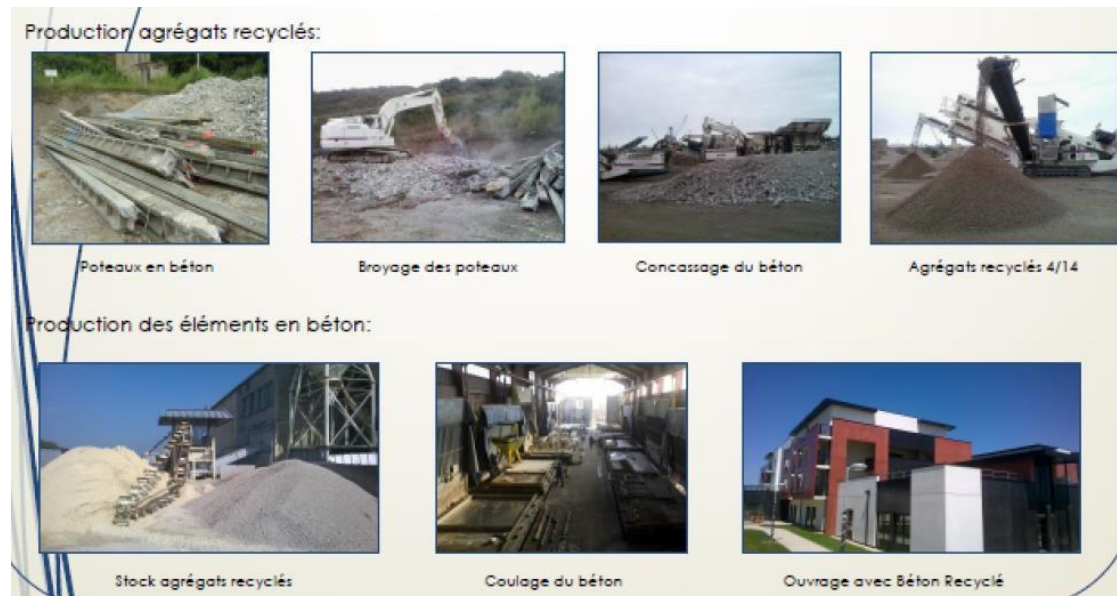 Production agrégats recyclés:
Poteaux en béton
Broyage des poteaux
Concassage du béton
Agrégats recyclés 4/14
Production des éléments en béton:
Stock agrégats recyclés
Coulage du béton
Ouvrage avec Béton Recyclé